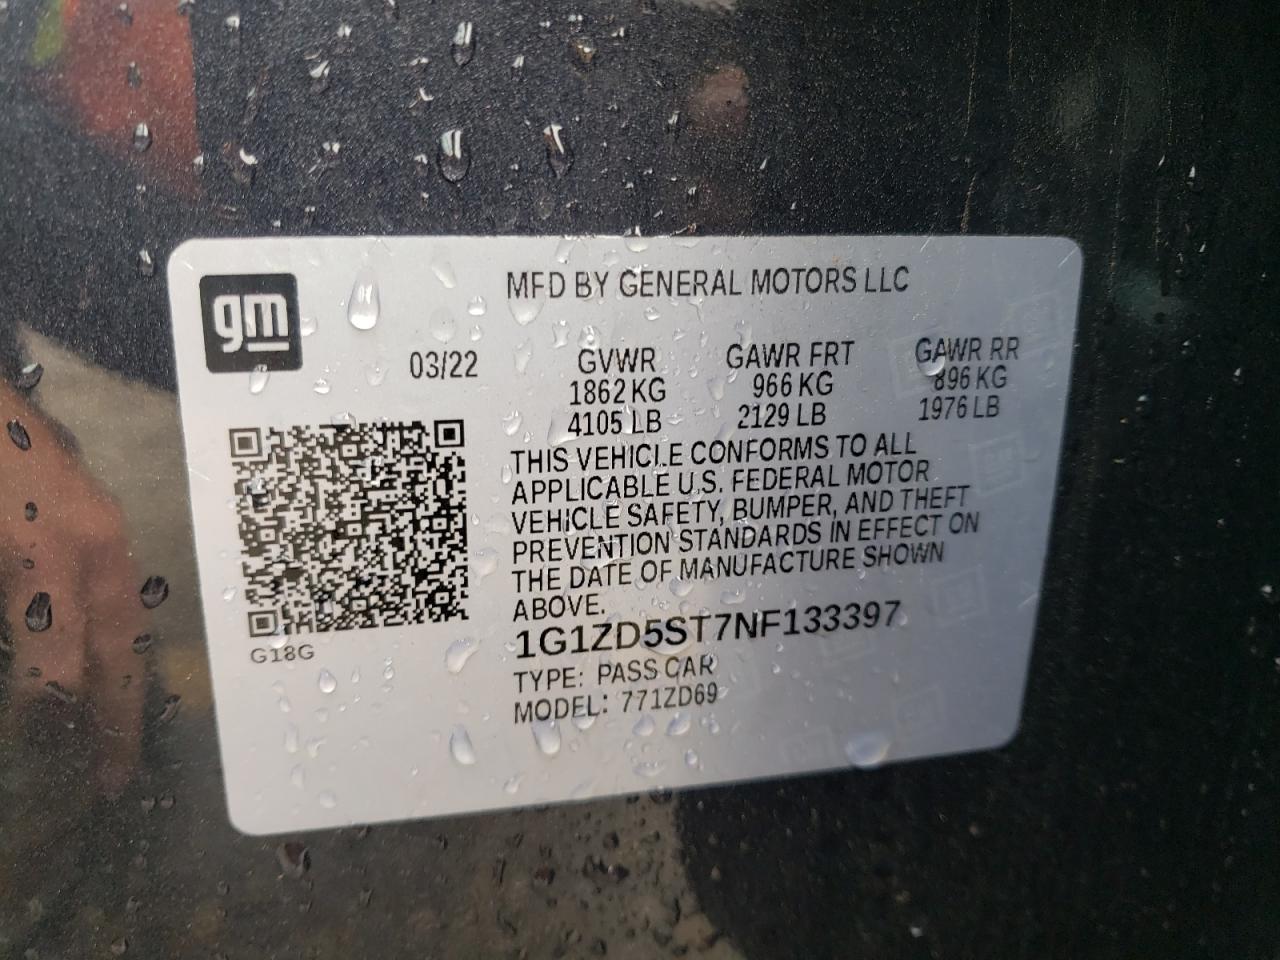 gm
MFD BY GENERAL MOTORS LLC
03/22 GVWR GAWR FRT GAWR RR
1862 KG 966 KG 896 KG
4105 LB 2129 LB 1976 LB
THIS VEHICLE CONFORMS TO ALL
APPLICABLE U.S. FEDERAL MOTOR
VEHICLE SAFETY, BUMPER, AND THEFT
PREVENTION STANDARDS IN EFFECT ON
THE DATE OF MANUFACTURE SHOWN
ABOVE.
1G1ZD5ST7NF133397
G18G
TYPE: PASS CAR
MODEL: 771ZD69